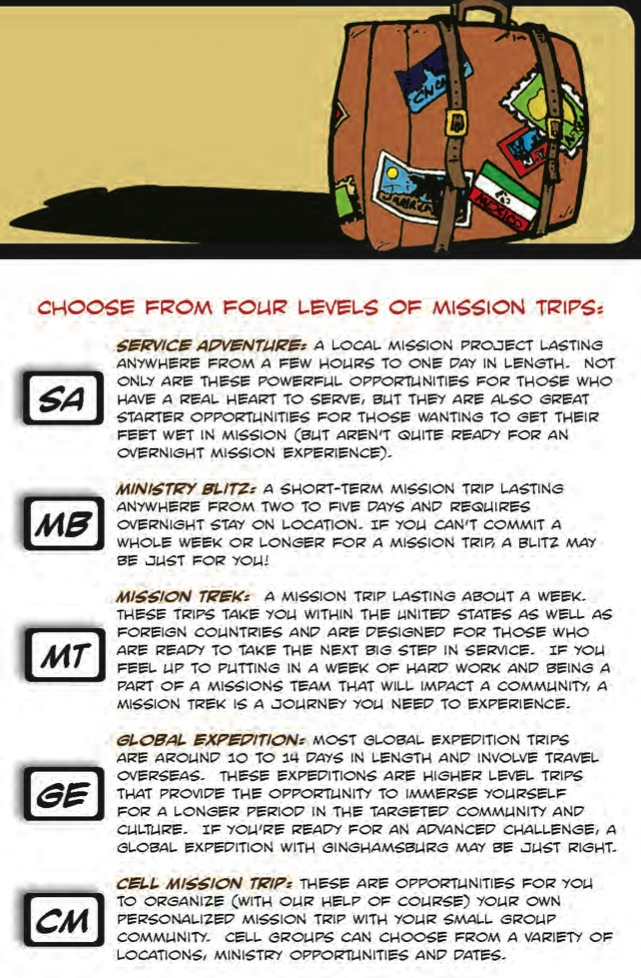 CHINA
JAMAICA
MEXICO
CHOOSE FROM FOUR LEVELS OF MISSION TRIPS:
SA
SERVICE ADVENTURE: A LOCAL MISSION PROJECT LASTING
ANYWHERE FROM A FEW HOURS TO ONE DAY IN LENGTH. NOT
ONLY ARE THESE POWERFUL OPPORTUNITIES FOR THOSE WHO
HAVE A REAL HEART TO SERVE, BUT THEY ARE ALSO GREAT
STARTER OPPORTUNITIES FOR THOSE WANTING TO GET THEIR
FEET WET IN MISSION (BUT AREN'T QUITE READY FOR AN
OVERNIGHT MISSION EXPERIENCE).
MB
MINISTRY BLITZ: A SHORT-TERM MISSION TRIP LASTING
ANYWHERE FROM TWO TO FIVE DAYS AND REQUIRES
OVERNIGHT STAY ON LOCATION. IF YOU CAN'T COMMIT A
WHOLE WEEK OR LONGER FOR A MISSION TRIP, A BLITZ MAY
BE JUST FOR YOU!
MT
MISSION TREK: A MISSION TRIP LASTING ABOUT A WEEK.
THESE TRIPS TAKE YOU WITHIN THE UNITED STATES AS WELL AS
FOREIGN COUNTRIES AND ARE DESIGNED FOR THOSE WHO
ARE READY TO TAKE THE NEXT BIG STEP IN SERVICE. IF YOU
FEEL UP TO PUTTING IN A WEEK OF HARD WORK AND BEING A
PART OF A MISSIONS TEAM THAT WILL IMPACT A COMMUNITY, A
MISSION TREK IS A JOURNEY YOU NEED TO EXPERIENCE.
GE
GLOBAL EXPEDITION: MOST GLOBAL EXPEDITION TRIPS
ARE AROUND 10 TO 14 DAYS IN LENGTH AND INVOLVE TRAVEL
OVERSEAS. THESE EXPEDITIONS ARE HIGHER LEVEL TRIPS
THAT PROVIDE THE OPPORTUNITY TO IMMERSE YOURSELF
FOR A LONGER PERIOD IN THE TARGETED COMMUNITY AND
CULTURE. IF YOU'RE READY FOR AN ADVANCED CHALLENGE, A
GLOBAL EXPEDITION WITH GINGHAMSBURG MAY BE JUST RIGHT.
CM
CELL MISSION TRIP: THESE ARE OPPORTUNITIES FOR YOU
TO ORGANIZE (WITH OUR HELP OF COURSE) YOUR OWN
PERSONALIZED MISSION TRIP WITH YOUR SMALL GROUP
COMMUNITY. CELL GROUPS CAN CHOOSE FROM A VARIETY OF
LOCATIONS, MINISTRY OPPORTUNITIES AND DATES.